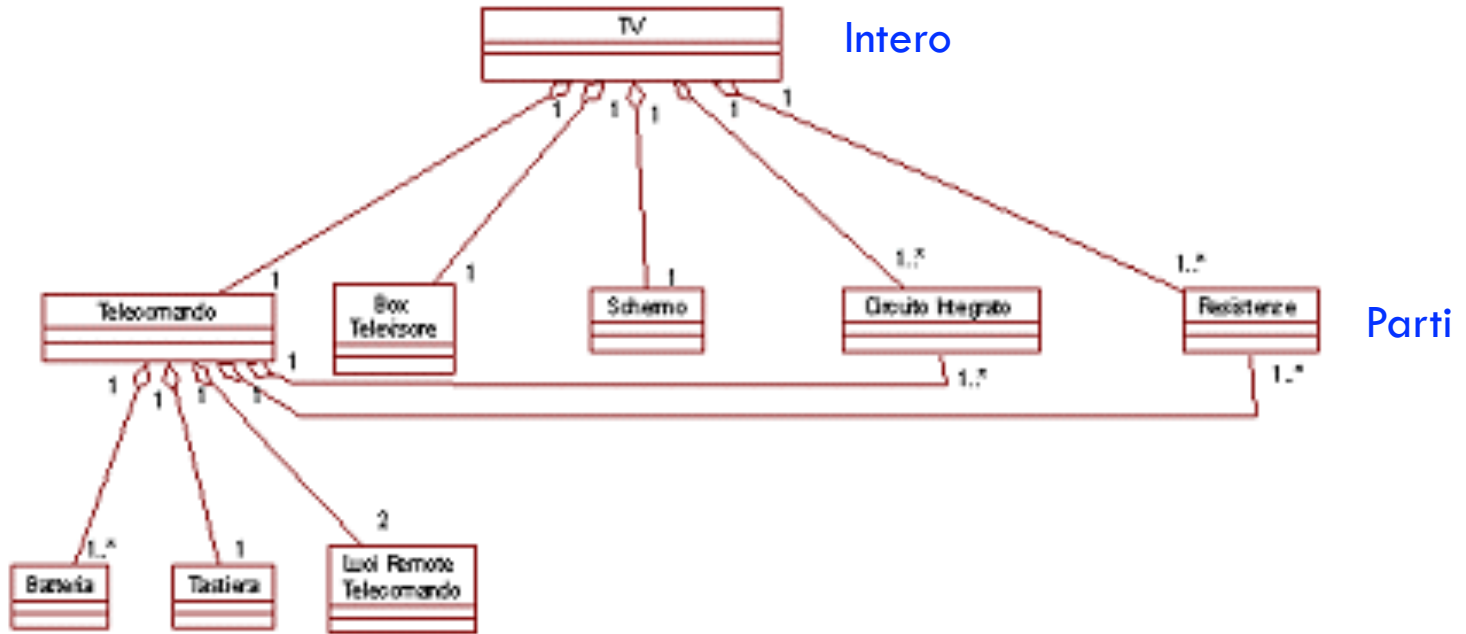 TV
Intero
1 1 1 1 1
1 1 1 1..* 1..*
Telecomando
Box
Televisore
Schermo
Circuito Integrato
Resistenze
Parti
1 1 1 1 1
1..* 1..*
1..* 1 2
Batteria
Tastiera
Luci Remote
Telecomando